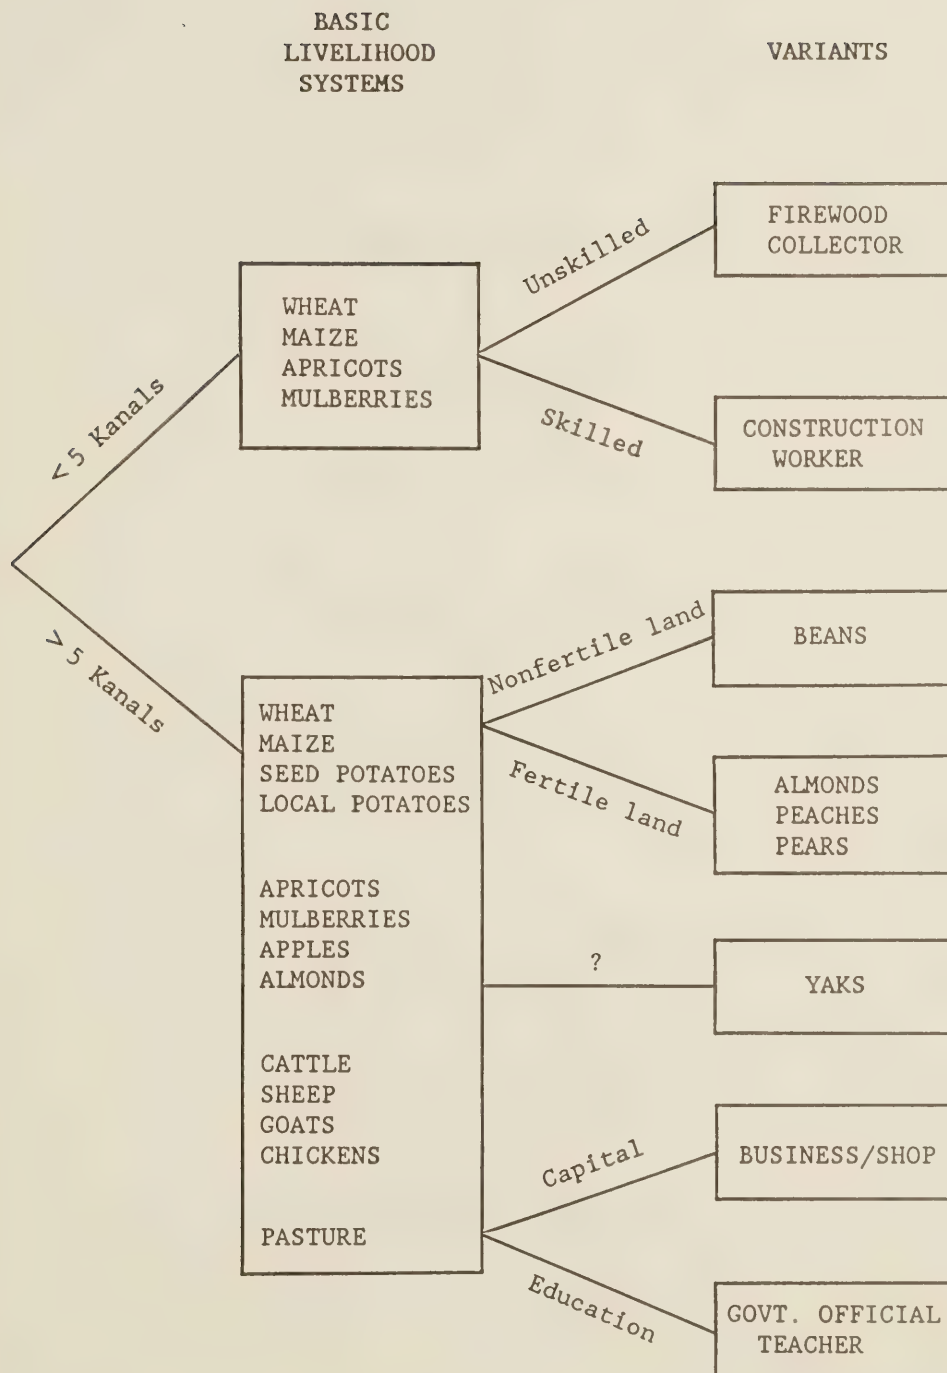 BASIC
LIVELIHOOD
SYSTEMS
VARIANTS
< 5 Kanals
WHEAT
MAIZE
APRICOTS
MULBERRIES
Unskilled
FIREWOOD
COLLECTOR
Skilled
CONSTRUCTION
WORKER
> 5 Kanals
WHEAT
MAIZE
SEED POTATOES
LOCAL POTATOES
APRICOTS
MULBERRIES
APPLES
ALMONDS
CATTLE
SHEEP
GOATS
CHICKENS
PASTURE
Nonfertile land
BEANS
Fertile land
ALMONDS
PEACHES
PEARS
?
YAKS
Capital
BUSINESS/SHOP
Education
GOVT. OFFICIAL
TEACHER